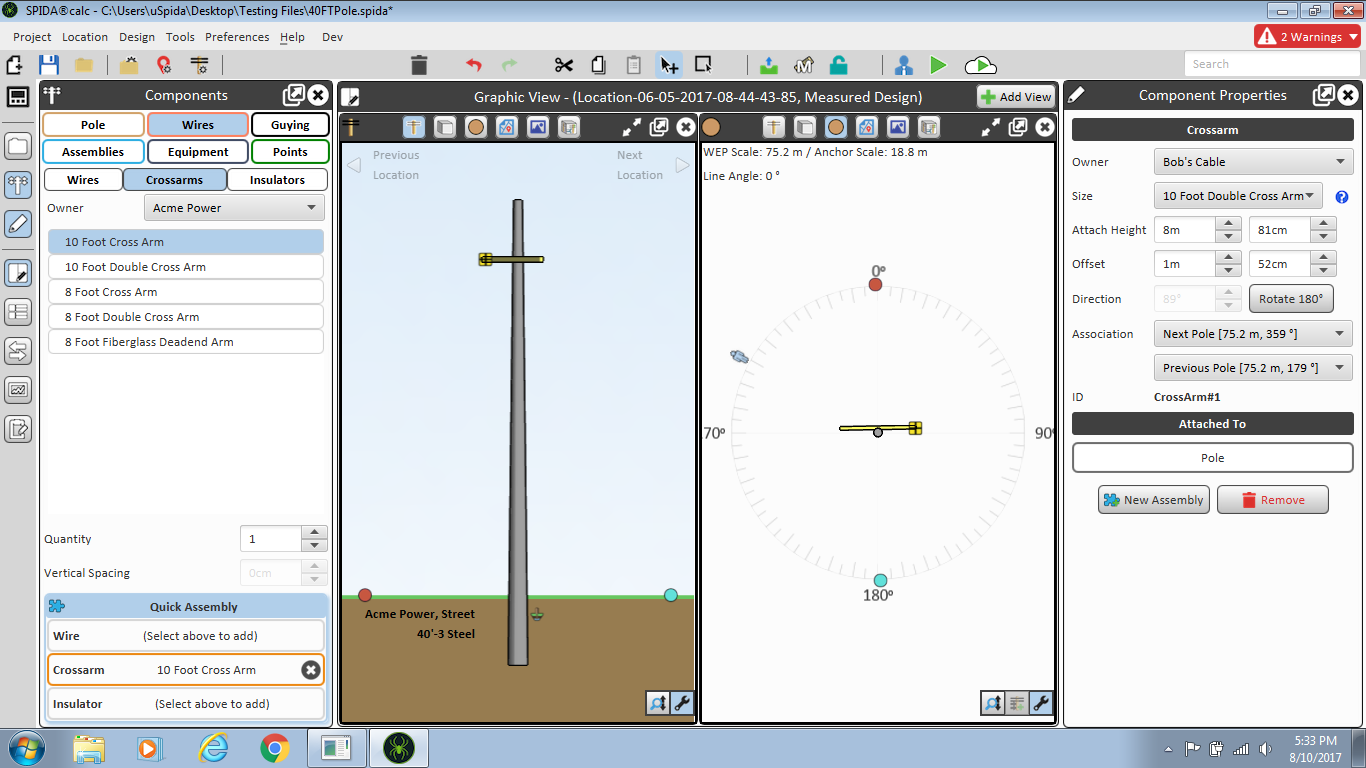 SPIDA®calc - C:\Users\uSpida\Desktop\Testing Files\40FTPole.spida*
Project Location Design Tools Preferences Help Dev
2 Warnings
Search
Components
Pole Wires Guying
Assemblies Equipment Points
Wires Crossarms Insulators
Owner Acme Power
10 Foot Cross Arm
10 Foot Double Cross Arm
8 Foot Cross Arm
8 Foot Double Cross Arm
8 Foot Fiberglass Deadend Arm
Quantity 1
Vertical Spacing 0cm
Quick Assembly
Wire (Select above to add)
Crossarm 10 Foot Cross Arm
Insulator (Select above to add)
Graphic View - (Location-06-05-2017-08-44-43-85, Measured Design)
Add View
Previous
Location
Next
Location
Acme Power, Street
40'-3 Steel
WEP Scale: 75.2 m / Anchor Scale: 18.8 m
Line Angle: 0 °
0°
70°
90°
180°
Component Properties
Crossarm
Owner Bob's Cable
Size 10 Foot Double Cross Arm
Attach Height 8m 81cm
Offset 1m 52cm
Direction 89° Rotate 180°
Association Next Pole [75.2 m, 359 °]
Previous Pole [75.2 m, 179 °]
ID CrossArm#1
Attached To
Pole
New Assembly Remove
5:33 PM
8/10/2017